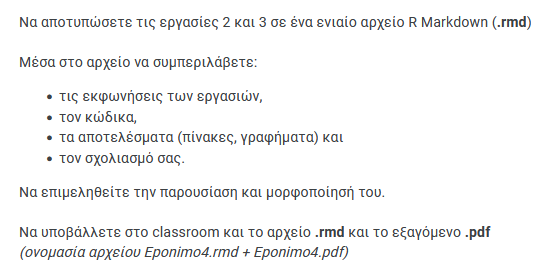 Να αποτυπώσετε τις εργασίες 2 και 3 σε ένα ενιαίο αρχείο R Markdown (.rmd)
Μέσα στο αρχείο να συμπεριλάβετε:
• τις εκφωνήσεις των εργασιών,
• τον κώδικα,
• τα αποτελέσματα (πίνακες, γραφήματα) και
• τον σχολιασμό σας.
Να επιμεληθείτε την παρουσίαση και μορφοποίησή του.
Να υποβάλλετε στο classroom και το αρχείο .rmd και το εξαγόμενο .pdf
(ονομασία αρχείου Eponimo4.rmd + Eponimo4.pdf)